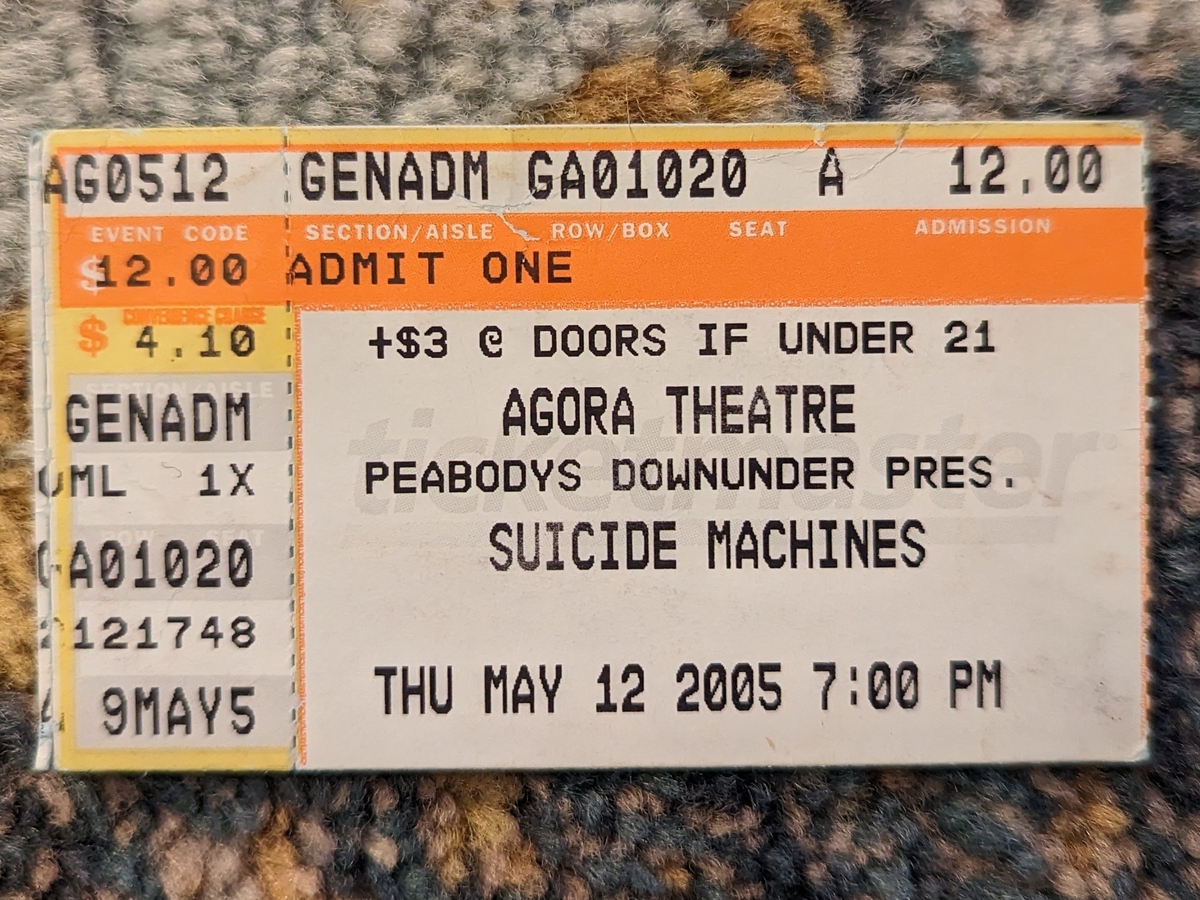 AG0512 GENADM GA01020 A 12.00
EVENT CODE SECTION/AISLE ROW/BOX SEAT ADMISSION
$12.00 ADMIT ONE
CONVENIENCE CHARGE
$ 4.10 +$3 @ DOORS IF UNDER 21
SECTION/AISLE
GENADM AGORA THEATRE
ticketmaster
1X PEABODYS DOWNUNDER PRES.
GA01020 SUICIDE MACHINES
121748
9MAY5 THU MAY 12 2005 7:00 PM